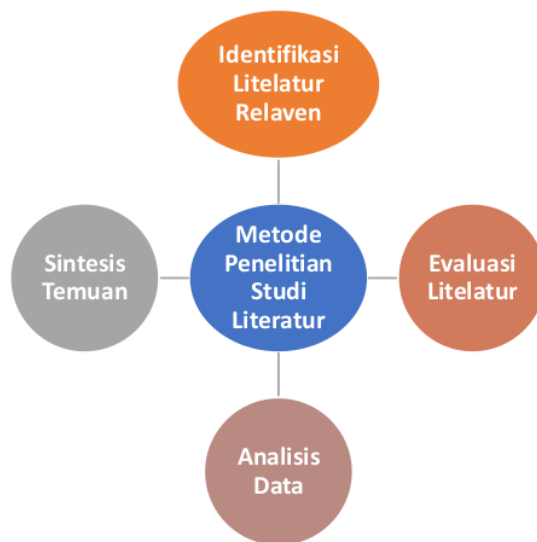 Identifikasi
Litelatur
Relaven
Metode
Penelitian
Studi
Literatur
Sintesis
Temuan
Evaluasi
Litelatur
Analisis
Data